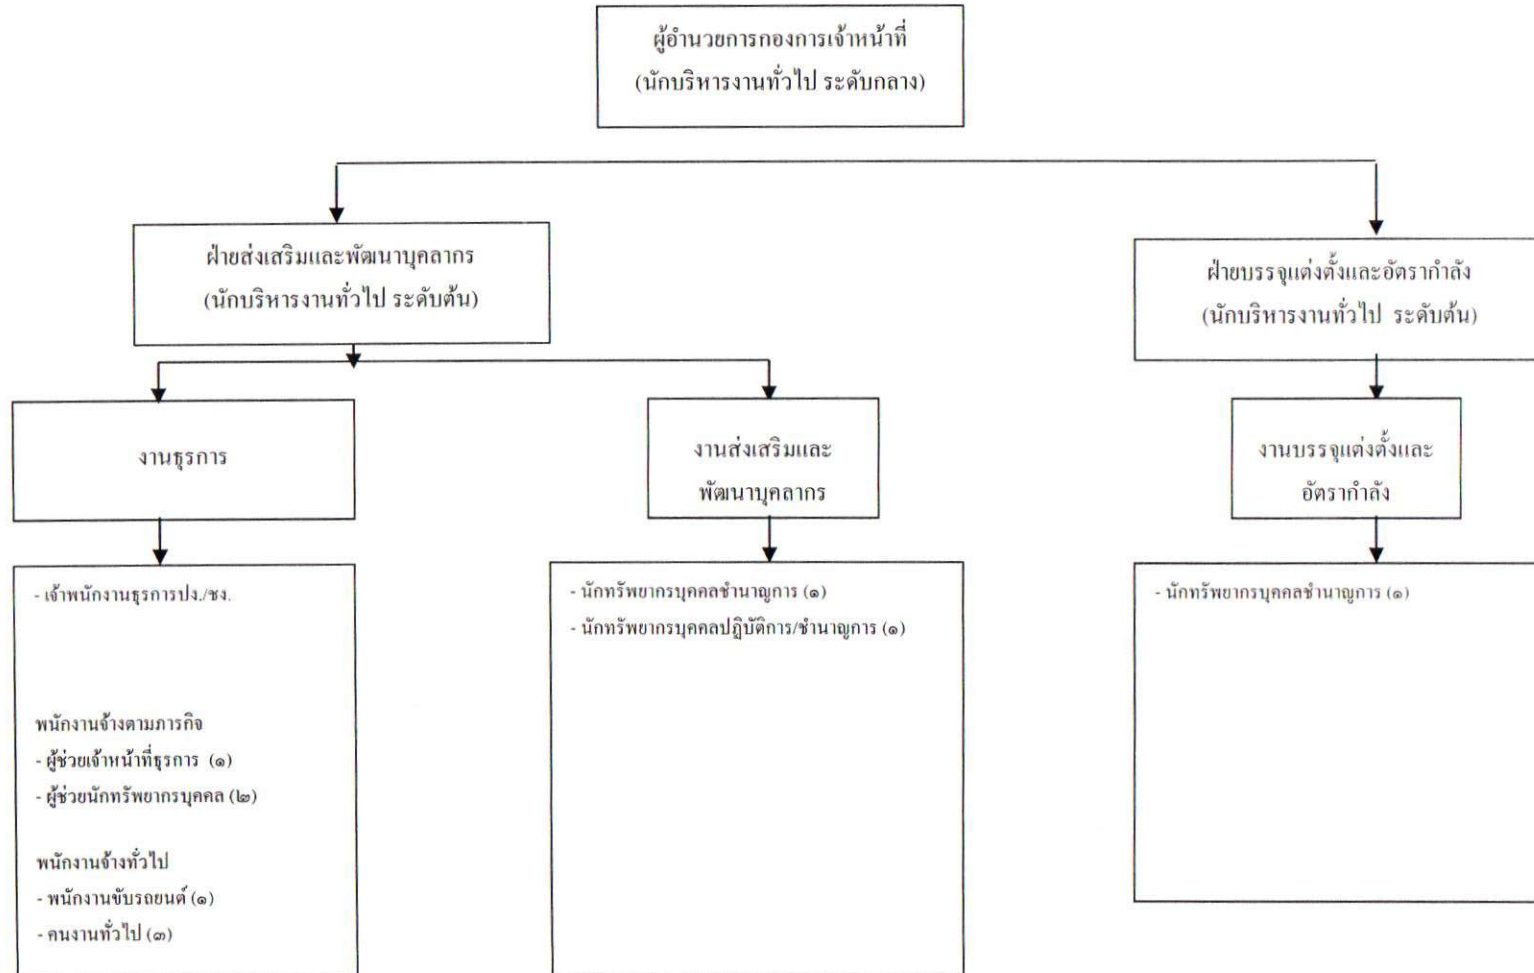 ผู้อำนวยการกองการเจ้าหน้าที่
(นักบริหารงานทั่วไป ระดับกลาง)
ฝ่ายส่งเสริมและพัฒนาบุคลากร
(นักบริหารงานทั่วไป ระดับต้น)
ฝ่ายบรรจุแต่งตั้งและอัตรากำลัง
(นักบริหารงานทั่วไป ระดับต้น)
งานธุรการ
งานส่งเสริมและ
พัฒนาบุคลากร
งานบรรจุแต่งตั้งและ
อัตรากำลัง
- เจ้าพนักงานธุรการปง./ชง.
พนักงานจ้างตามภารกิจ
- ผู้ช่วยเจ้าหน้าที่ธุรการ (๑)
- ผู้ช่วยนักทรัพยากรบุคคล (๒)
พนักงานจ้างทั่วไป
- พนักงานขับรถยนต์ (๑)
- คนงานทั่วไป (๓)
- นักทรัพยากรบุคคลชำนาญการ (๑)
- นักทรัพยากรบุคคลปฏิบัติการ/ชำนาญการ (๑)
- นักทรัพยากรบุคคลชำนาญการ (๑)